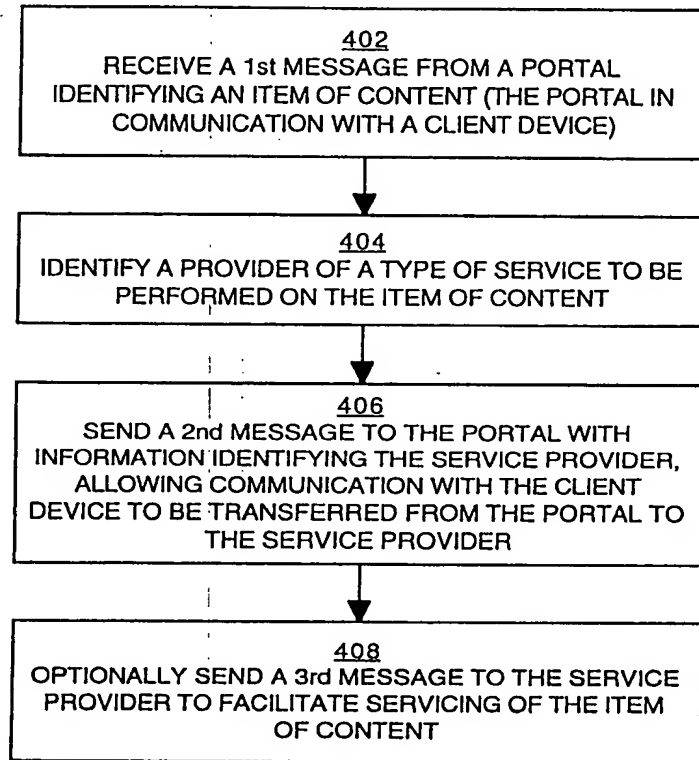 402
RECEIVE A 1st MESSAGE FROM A PORTAL
IDENTIFYING AN ITEM OF CONTENT (THE PORTAL IN
COMMUNICATION WITH A CLIENT DEVICE)
404
IDENTIFY A PROVIDER OF A TYPE OF SERVICE TO BE
PERFORMED ON THE ITEM OF CONTENT
406
SEND A 2nd MESSAGE TO THE PORTAL WITH
INFORMATION IDENTIFYING THE SERVICE PROVIDER,
ALLOWING COMMUNICATION WITH THE CLIENT
DEVICE TO BE TRANSFERRED FROM THE PORTAL TO
THE SERVICE PROVIDER
408
OPTIONALLY SEND A 3rd MESSAGE TO THE SERVICE
PROVIDER TO FACILITATE SERVICING OF THE ITEM
OF CONTENT